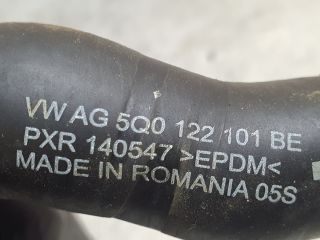 VW AG 5Q0 122 101 BE
PXR 140547 >EPDM<
MADE IN ROMANIA 05S